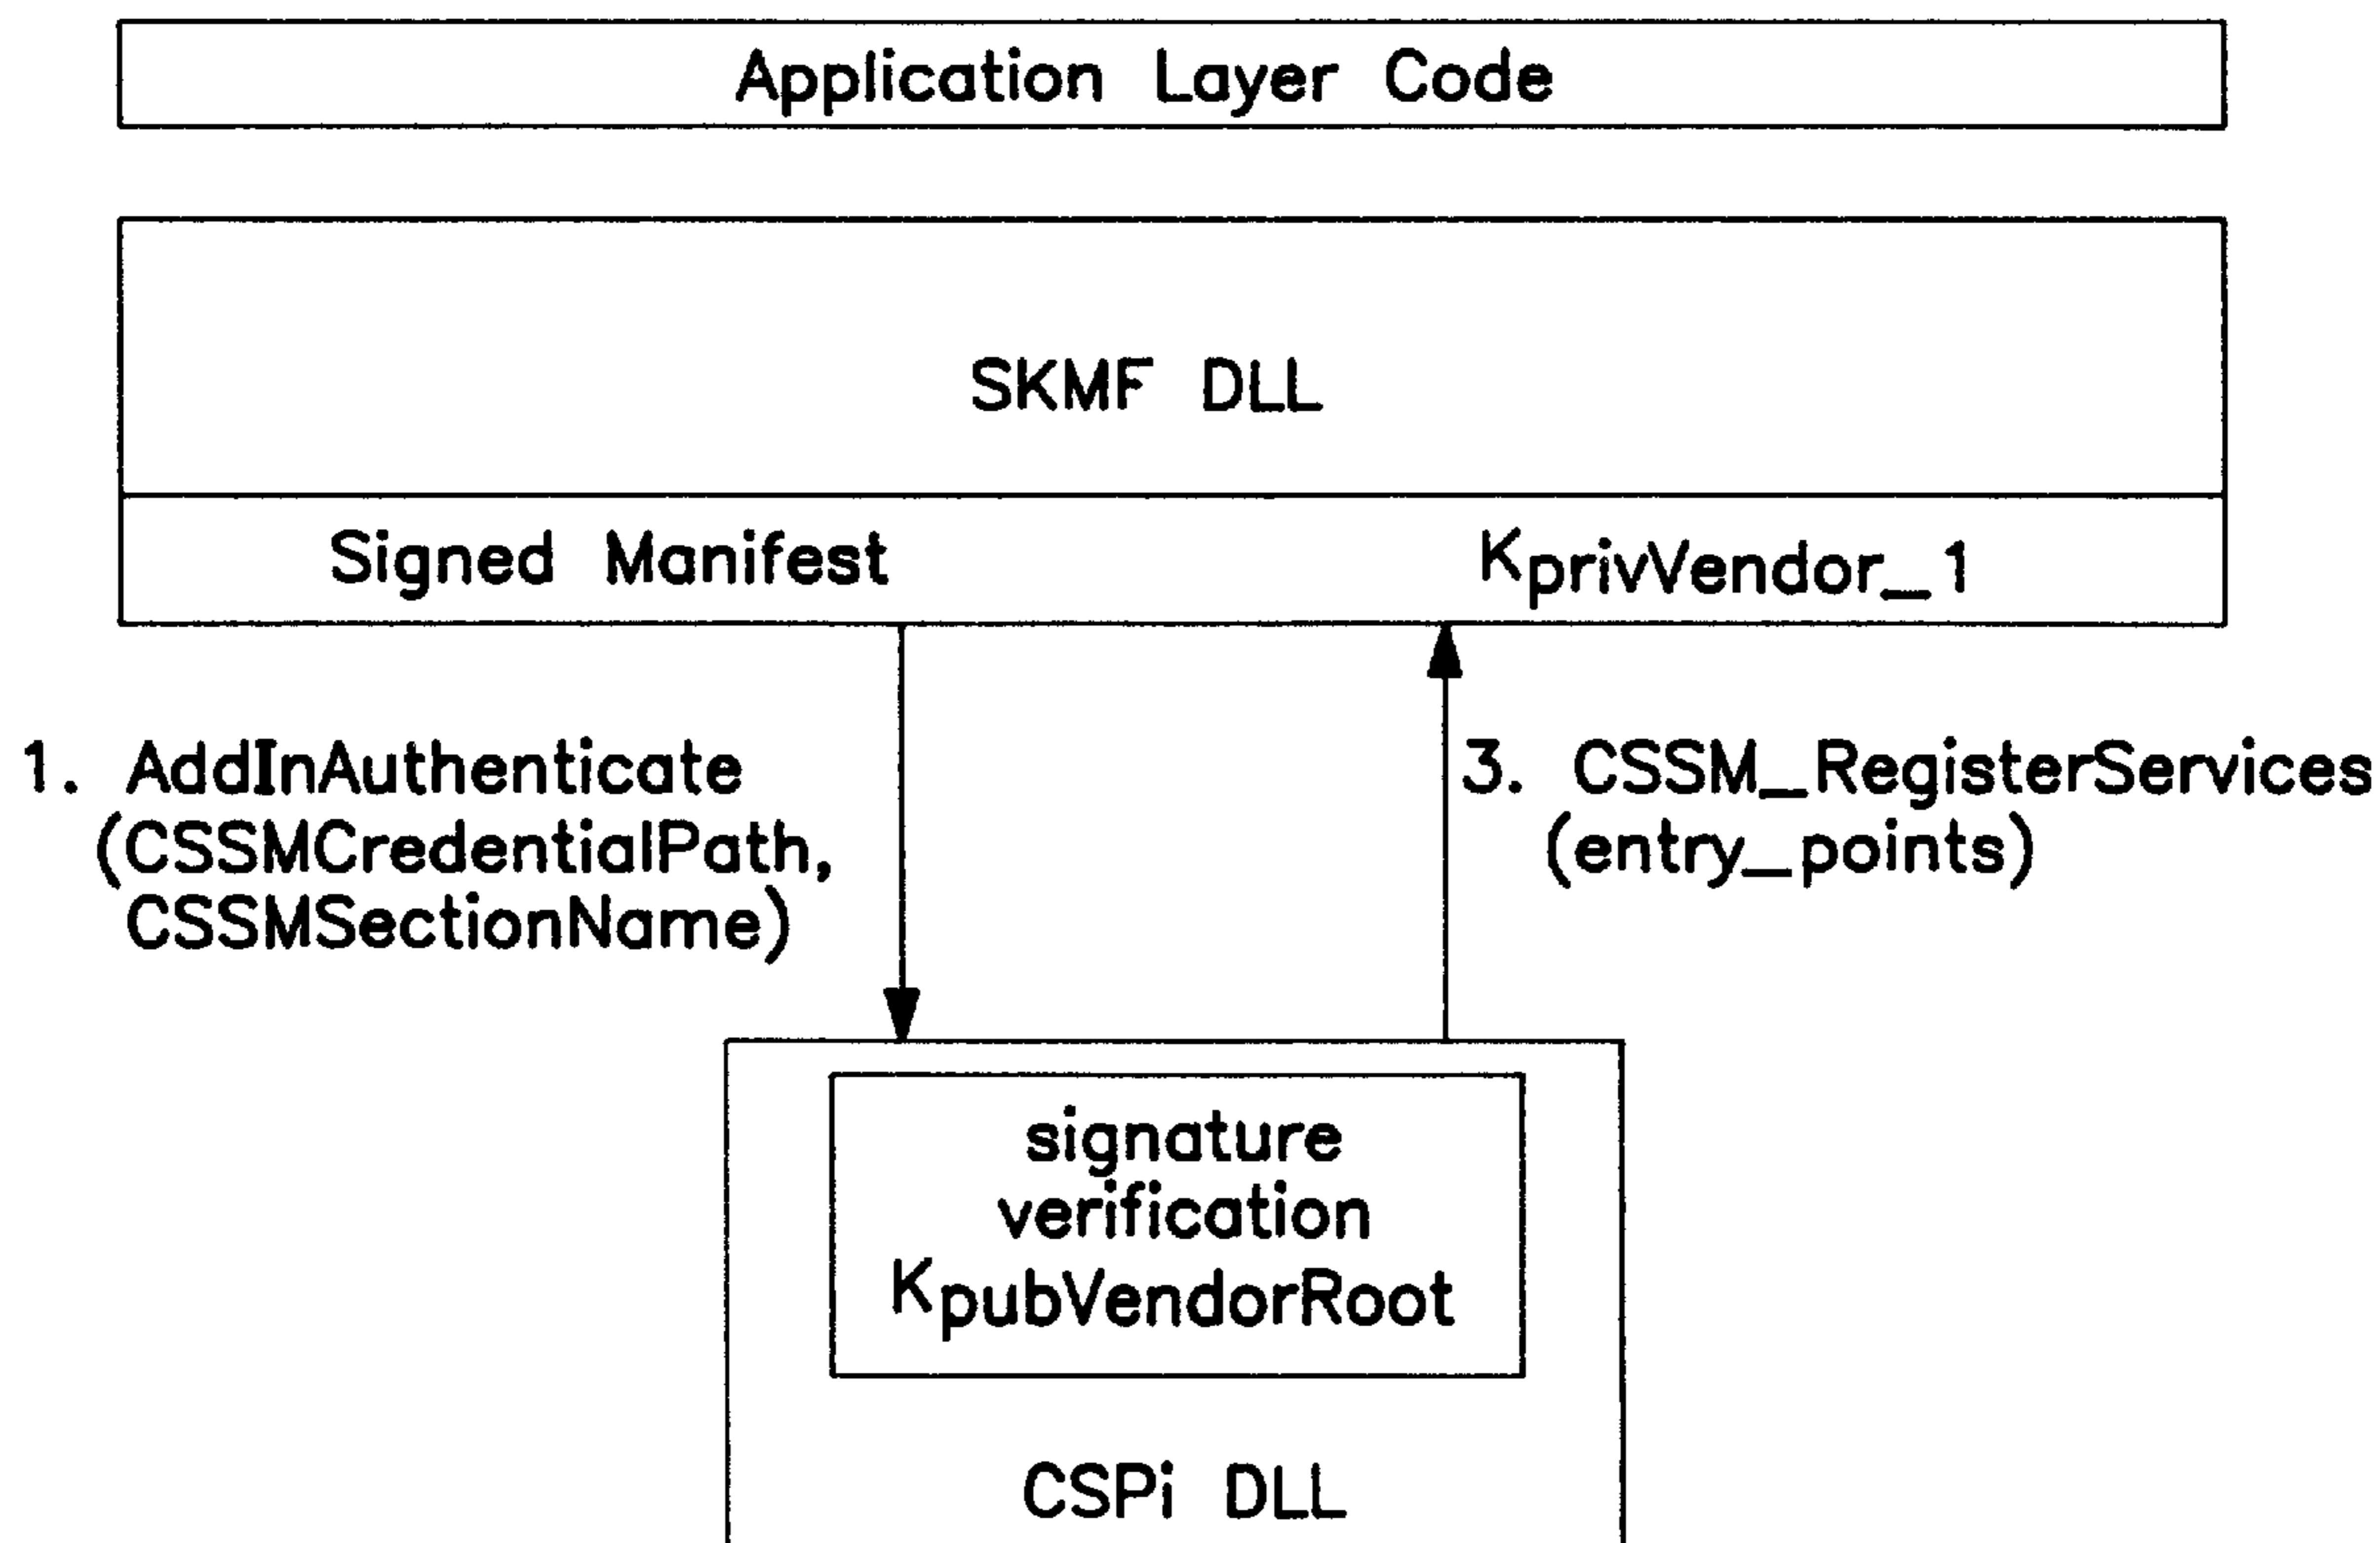 Application Layer Code
SKMF DLL
Signed Manifest
KprivVendor_1
1. AddInAuthenticate
(CSSMCredentialPath,
CSSMSectionName)
3. CSSM_RegisterServices
(entry_points)
signature
verification
KpubVendorRoot
CSPi DLL